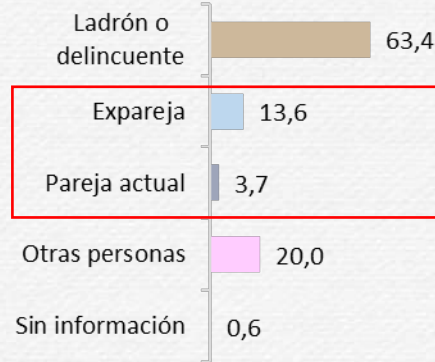 Ladrón o
delincuente
63,4
Expareja
13,6
Pareja actual
3,7
Otras personas
20,0
Sin información
0,6